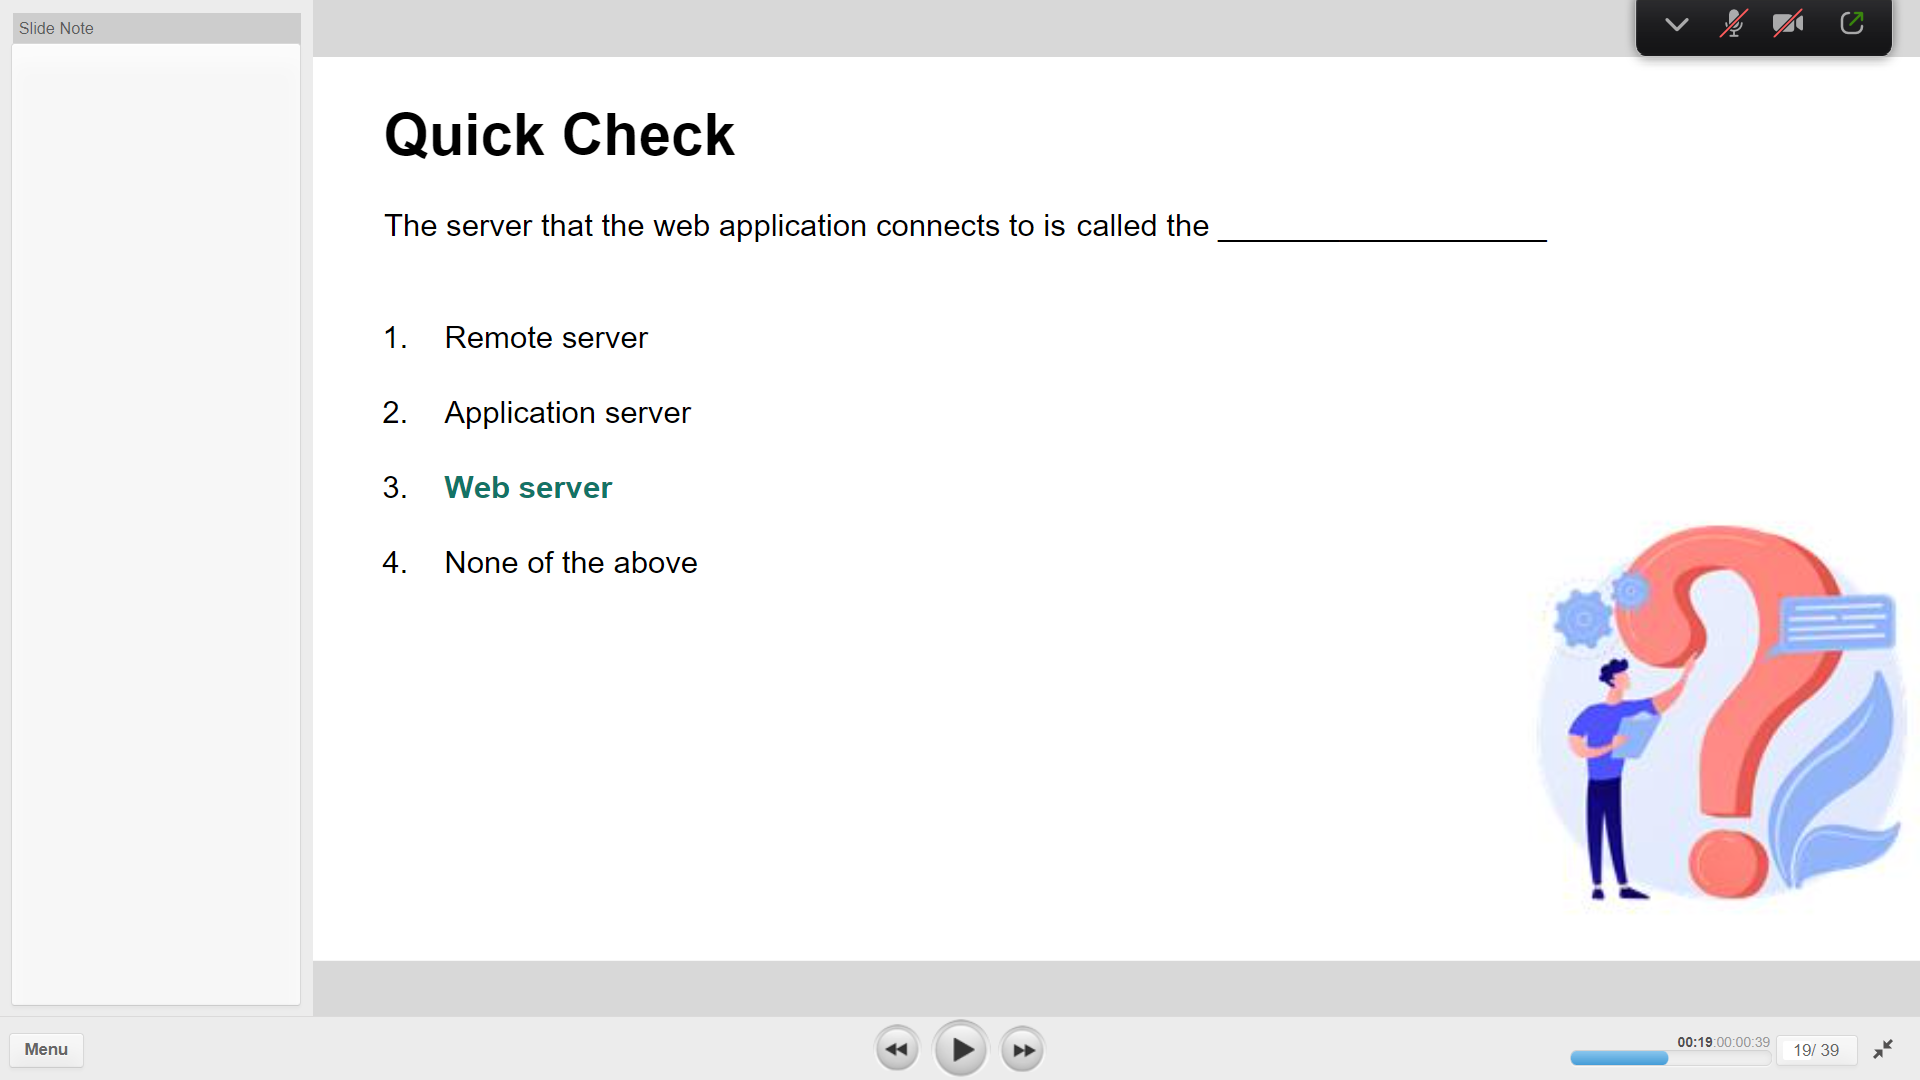 Slide Note
Quick Check
The server that the web application connects to is called the ___________________
1. Remote server
2. Application server
3. Web server
4. None of the above
Menu
00:19:00:00:39
19/ 39